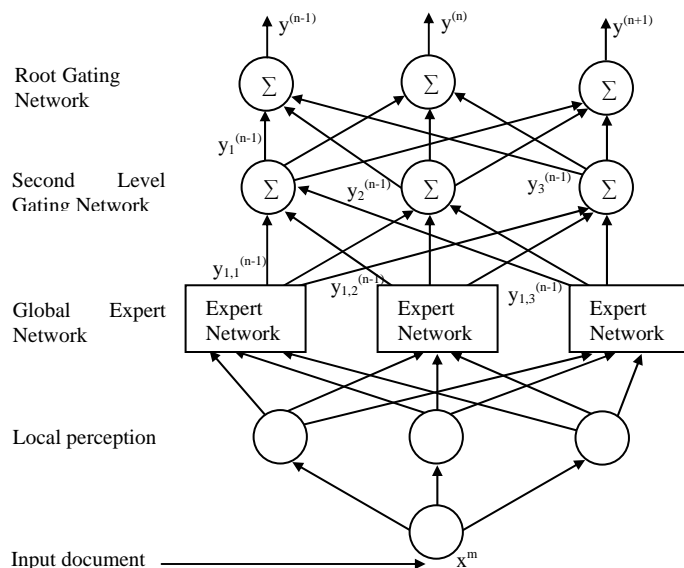 y(n-1) y(n) y(n+1)
Root Gating
Network
∑ ∑ ∑
y1(n-1)
Second Level
Gating Network
∑ y2(n-1) ∑ y3(n-1) ∑
y1,1(n-1) y1,2(n-1) y1,3(n-1)
Global Expert
Network
Expert
Network
Expert
Network
Expert
Network
Local perception
Input document
xm